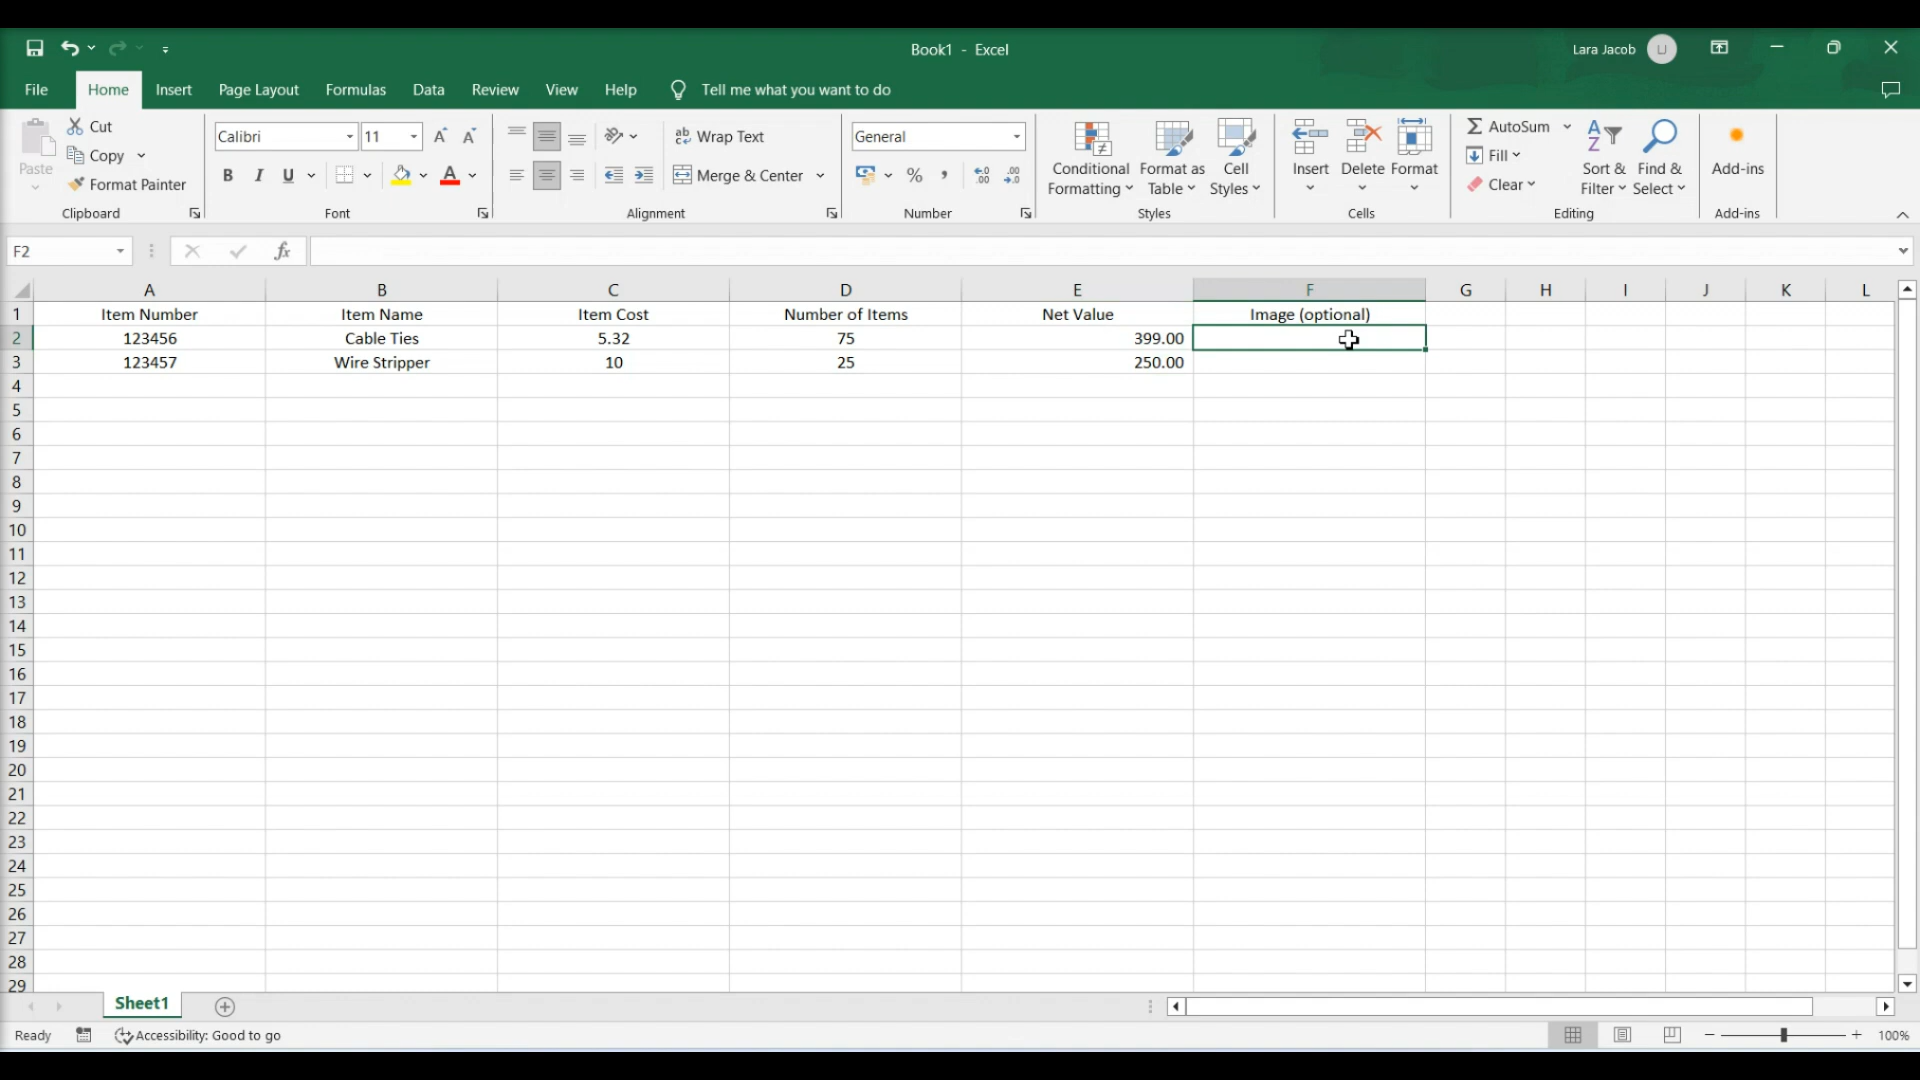 Book1 - Excel
Lara Jacob LJ
File Home Insert Page Layout Formulas Data Review View Help Tell me what you want to do
Paste
Cut
Copy
Format Painter
Clipboard
Calibri 11
B I U A
Font
ab Wrap Text
Merge & Center
Alignment
General
% , .00 .0
Number
Conditional Formatting
Format as Table
Cell Styles
Styles
Insert
Delete
Format
Cells
AutoSum
Fill
Clear
Sort & Filter
Find & Select
Editing
Add-ins
Add-ins
F2 fx
A B C D E F G H I J K L
1 Item Number Item Name Item Cost Number of Items Net Value Image (optional)
2 123456 Cable Ties 5.32 75 399.00
3 123457 Wire Stripper 10 25 250.00
4
5
6
7
8
9
10
11
12
13
14
15
16
17
18
19
20
21
22
23
24
25
26
27
28
29
Sheet1
Ready Accessibility: Good to go 100%